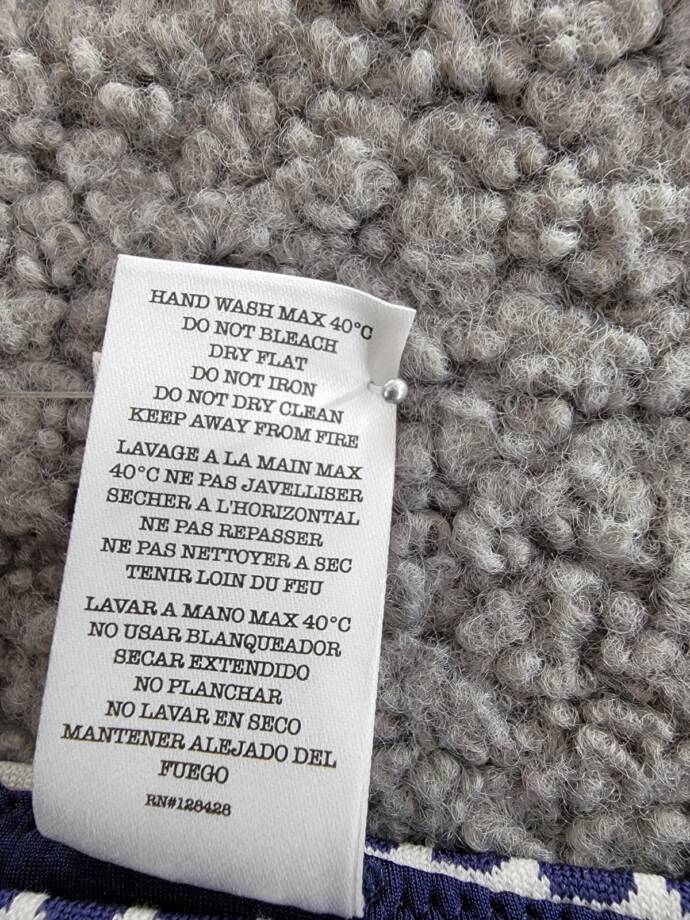 HAND WASH MAX 40°C
DO NOT BLEACH
DRY FLAT
DO NOT IRON
DO NOT DRY CLEAN
KEEP AWAY FROM FIRE
LAVAGE A LA MAIN MAX
40°C NE PAS JAVELLISER
SECHER A L'HORIZONTAL
NE PAS REPASSER
NE PAS NETTOYER A SEC
TENIR LOIN DU FEU
LAVAR A MANO MAX 40°C
NO USAR BLANQUEADOR
SECAR EXTENDIDO
NO PLANCHAR
NO LAVAR EN SECO
MANTENER ALEJADO DEL
FUEGO
RN#128428